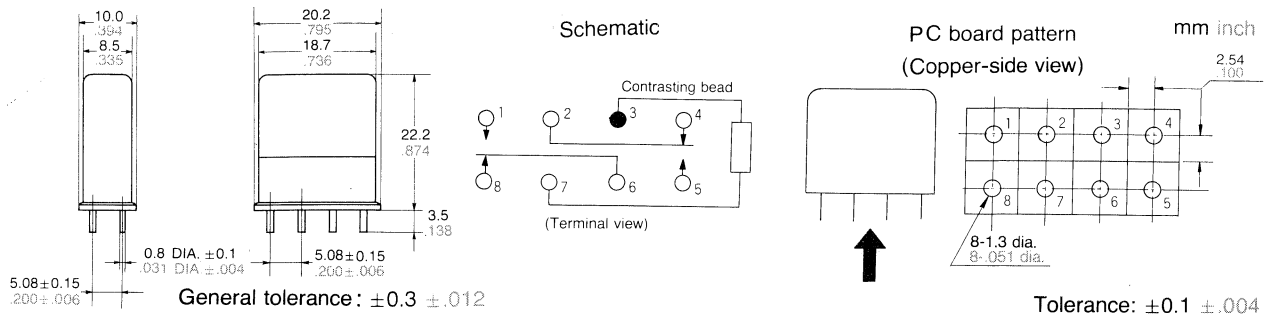 10.0
.394
8.5
.335
20.2
.795
18.7
.736
22.2
.874
3.5
.138
0.8 DIA. ±0.1
.031 DIA ±.004
5.08±0.15
.200±.006
5.08±0.15
.200±.006
General tolerance: ±0.3 ±.012
Schematic
Contrasting bead
1
2
3
4
8
7
6
5
(Terminal view)
PC board pattern
(Copper-side view)
mm inch
2.54
.100
1
2
3
4
8
7
6
5
8-1.3 dia.
8-.051 dia.
Tolerance: ±0.1 ±.004